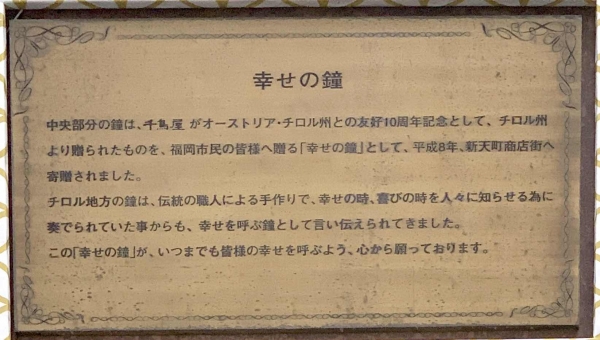 幸せの鐘
中央部分の鐘は、千鳥屋 がオーストリア・チロル州との友好10周年記念として、チロル州
より贈られたものを、福岡市民の皆様へ贈る「幸せの鐘」として、平成8年、新天町商店街へ
寄贈されました。
チロル地方の鐘は、伝統の職人による手作りで、幸せの時、喜びの時を人々に知らせる為に
奏でられていた事からも、幸せを呼ぶ鐘として言い伝えられてきました。
この「幸せの鐘」が、いつまでも皆様の幸せを呼ぶよう、心から願っております。